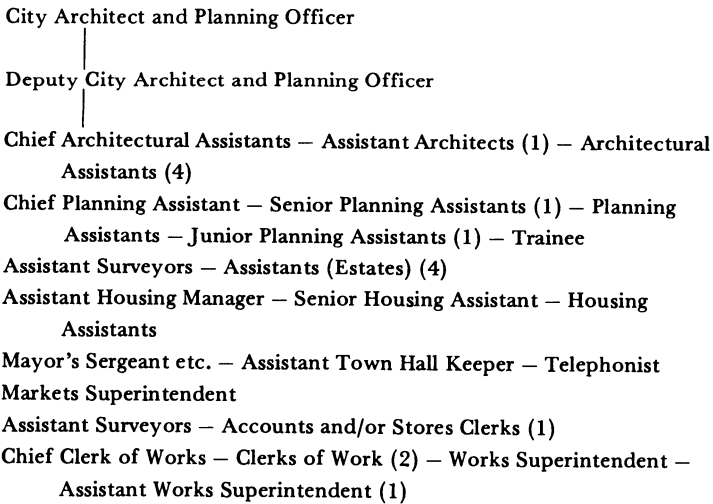 City Architect and Planning Officer
Deputy City Architect and Planning Officer
Chief Architectural Assistants – Assistant Architects (1) – Architectural
Assistants (4)
Chief Planning Assistant – Senior Planning Assistants (1) – Planning
Assistants – Junior Planning Assistants (1) – Trainee
Assistant Surveyors – Assistants (Estates) (4)
Assistant Housing Manager – Senior Housing Assistant – Housing
Assistants
Mayor's Sergeant etc. – Assistant Town Hall Keeper – Telephonist
Markets Superintendent
Assistant Surveyors – Accounts and/or Stores Clerks (1)
Chief Clerk of Works – Clerks of Work (2) – Works Superintendent –
Assistant Works Superintendent (1)